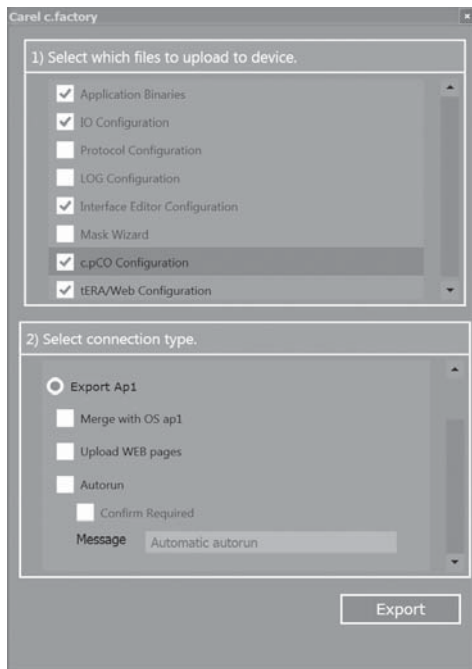 Carel c.factory
1) Select which files to upload to device.
Application Binaries
IO Configuration
Protocol Configuration
LOG Configuration
Interface Editor Configuration
Mask Wizard
c.pCO Configuration
tERA/Web Configuration
2) Select connection type.
Export Ap1
Merge with OS ap1
Upload WEB pages
Autorun
Confirm Required
Message Automatic autorun
Export